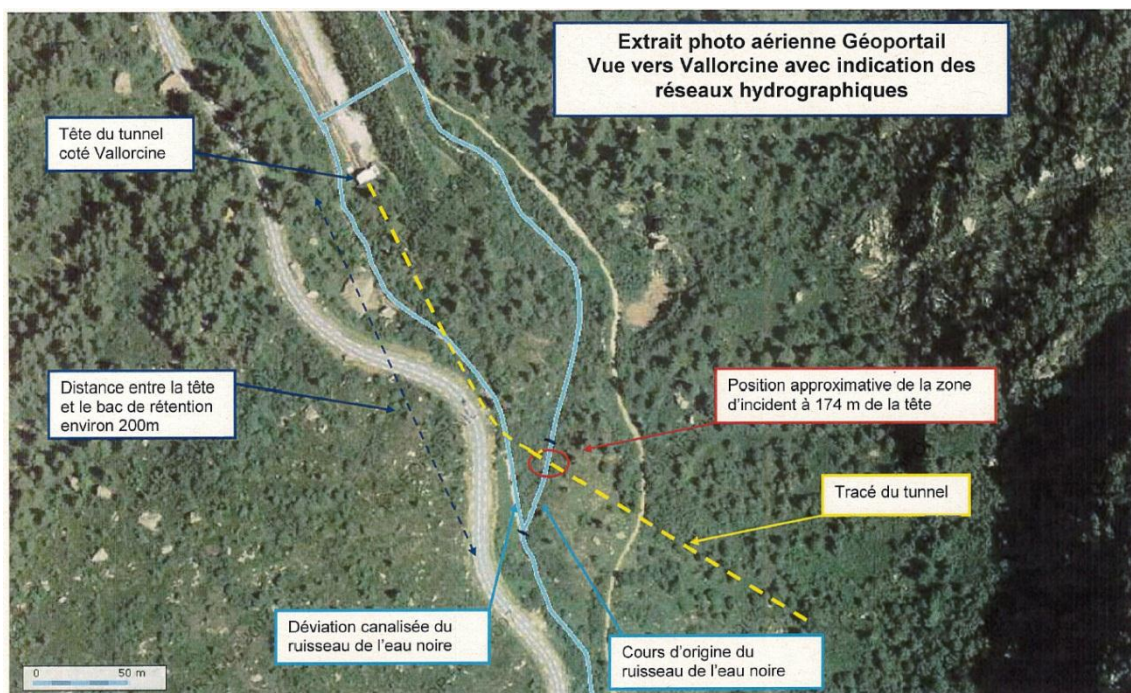 Extrait photo aérienne Géoportail
Vue vers Vallorcine avec indication des
réseaux hydrographiques
Tête du tunnel
coté Vallorcine
Distance entre la tête
et le bac de rétention
environ 200m
Position approximative de la zone
d'incident à 174 m de la tête
Tracé du tunnel
Déviation canalisée du
ruisseau de l'eau noire
Cours d'origine du
ruisseau de l'eau noire
0 50 m